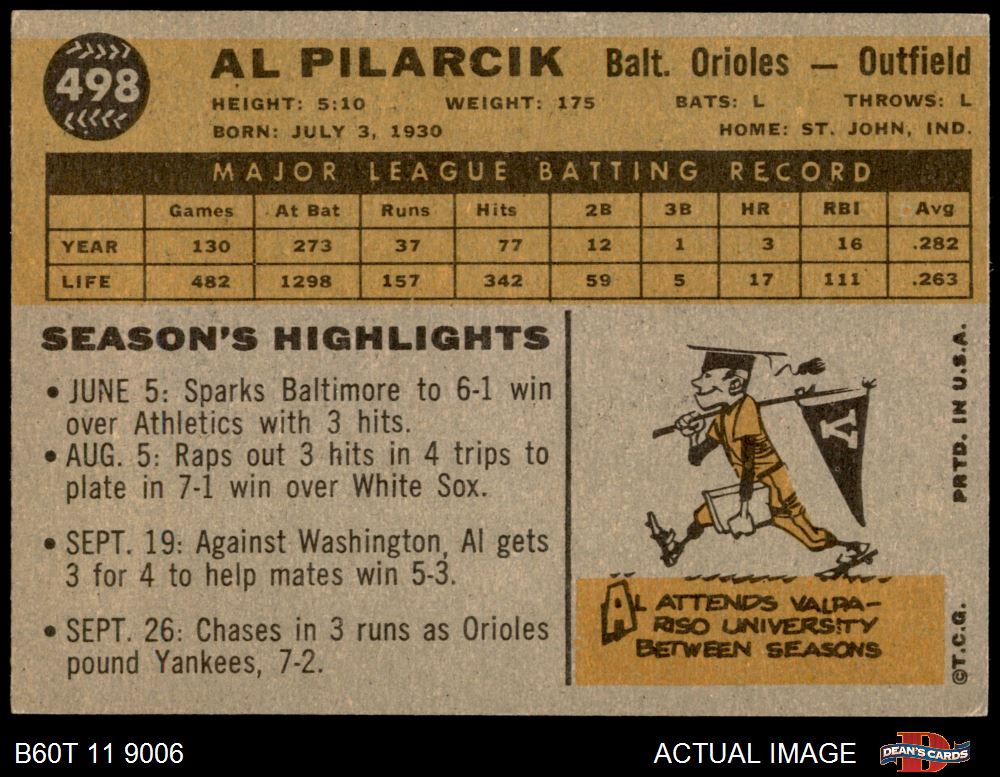 498
AL PILARCIK Balt. Orioles — Outfield
HEIGHT: 5:10 WEIGHT: 175 BATS: L THROWS: L
BORN: JULY 3, 1930 HOME: ST. JOHN, IND.
MAJOR LEAGUE BATTING RECORD
Games At Bat Runs Hits 2B 3B HR RBI Avg
YEAR 130 273 37 77 12 1 3 16 .282
LIFE 482 1298 157 342 59 5 17 111 .263
SEASON'S HIGHLIGHTS
• JUNE 5: Sparks Baltimore to 6-1 win
over Athletics with 3 hits.
• AUG. 5: Raps out 3 hits in 4 trips to
plate in 7-1 win over White Sox.
• SEPT. 19: Against Washington, Al gets
3 for 4 to help mates win 5-3.
• SEPT. 26: Chases in 3 runs as Orioles
pound Yankees, 7-2.
V
AL ATTENDS VALPA-
RISO UNIVERSITY
BETWEEN SEASONS
PRTD. IN U.S.A.
©T.C.G.
B60T 11 9006
ACTUAL IMAGE
D
DEAN'S CARDS